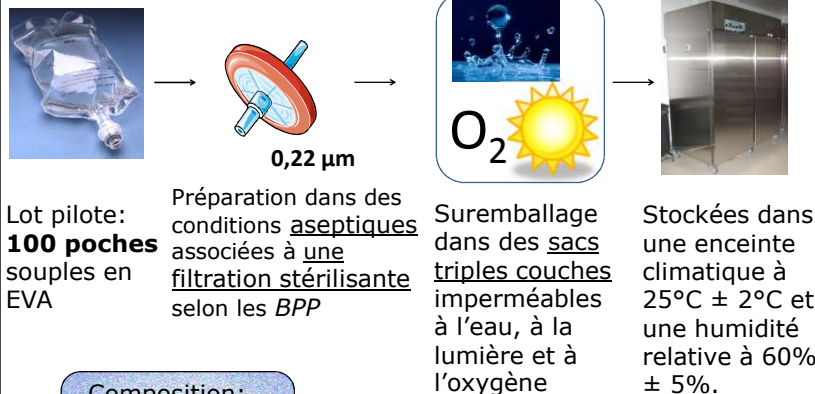 0,22 µm
O2
Lot pilote:
100 poches
souples en
EVA
Préparation dans des
conditions aseptiques
associées à une
filtration stérilisante
selon les BPP
Suremballage
dans des sacs
triples couches
imperméables
à l’eau, à la
lumière et à
l’oxygène
Stockées dans
une enceinte
climatique à
25°C ± 2°C et
une humidité
relative à 60%
± 5%.
Composition: